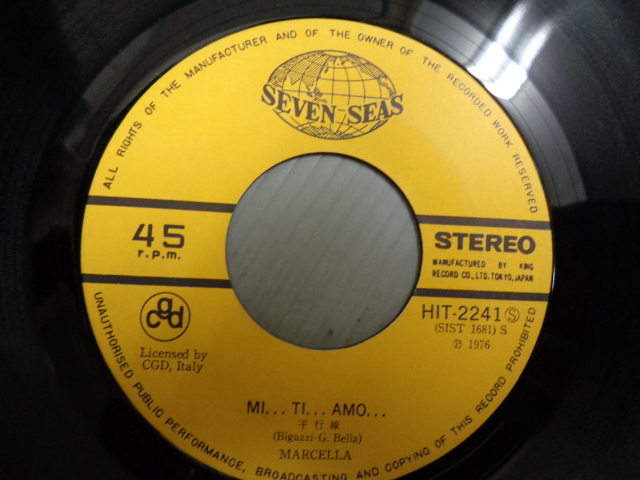 ALL RIGHTS OF THE MANUFACTURER AND OF THE OWNER OF THE RECORDED WORK RESERVED
SEVEN SEAS
45
r.p.m.
STEREO
MANUFACTURED BY KING
RECORD CO., LTD. TOKYO, JAPAN
cgd
Licensed by
CGD, Italy
HIT-2241 Ⓢ
(SIST 1681) S
Ⓟ 1976
MI... TI... AMO...
平行線
(Bigazzi-G. Bella)
MARCELLA
UNAUTHORISED PUBLIC PERFORMANCE, BROADCASTING AND COPYING OF THIS RECORD PROHIBITED